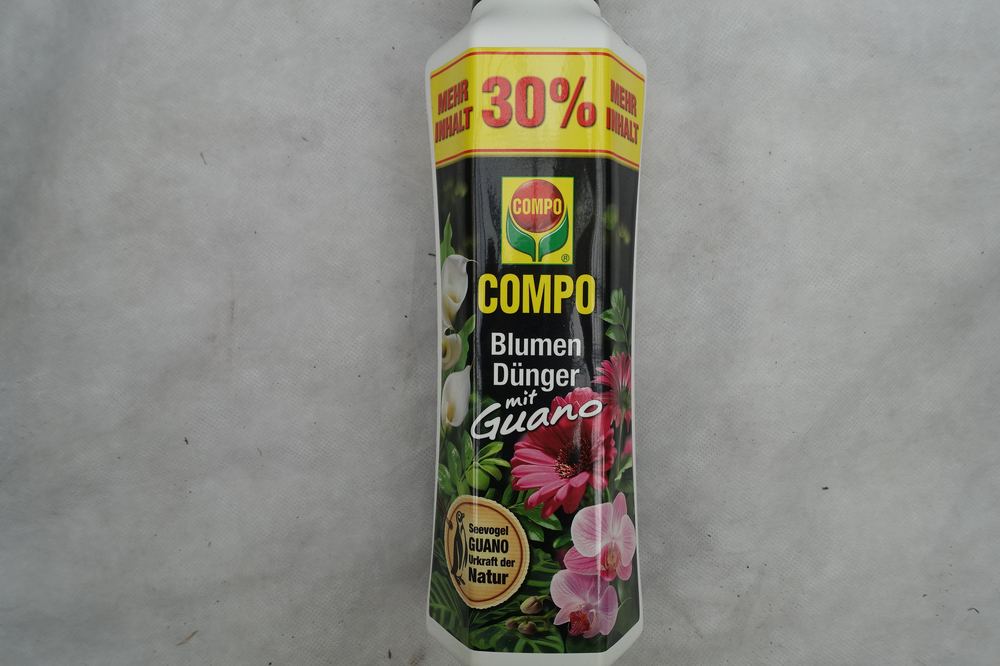 MEHR INHALT 30% MEHR INHALT
COMPO
®
COMPO
Blumen
Dünger
mit
Guano
Seevogel
GUANO
Urkraft der
Natur